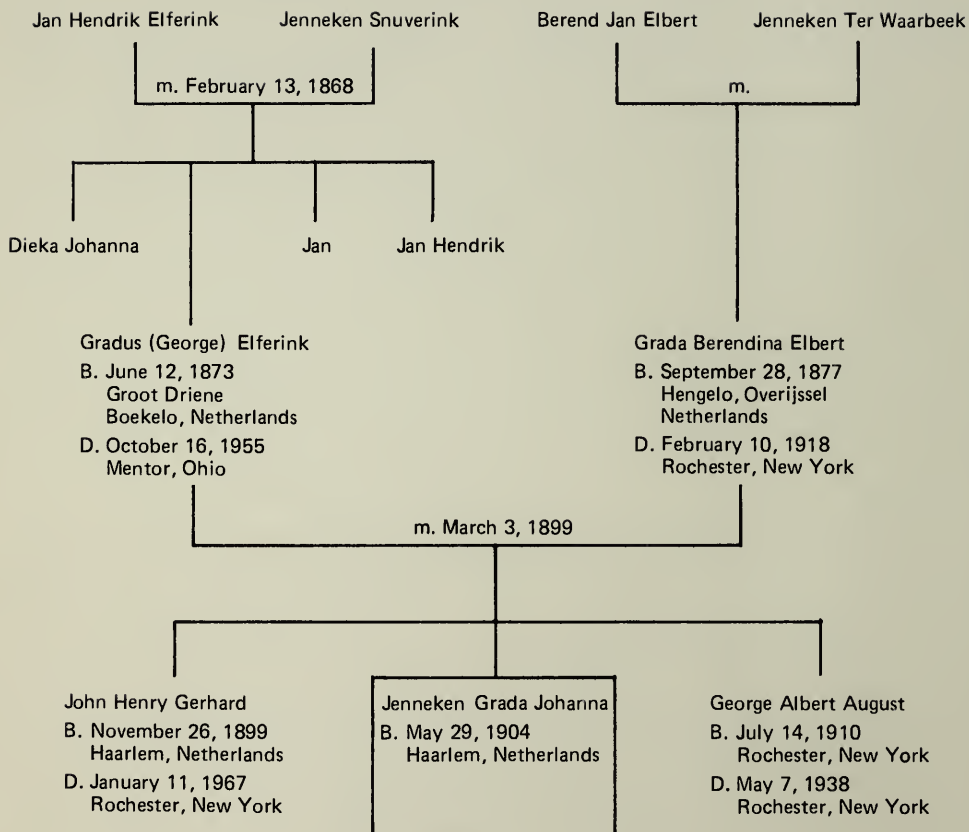 Jan Hendrik Elferink
Jenneken Snuverink
Berend Jan Elbert
Jenneken Ter Waarbeek
m. February 13, 1868
m.
Dieka Johanna
Jan
Jan Hendrik
Gradus (George) Elferink
B. June 12, 1873
Groot Driene
Boekelo, Netherlands
D. October 16, 1955
Mentor, Ohio
Grada Berendina Elbert
B. September 28, 1877
Hengelo, Overijssel
Netherlands
D. February 10, 1918
Rochester, New York
m. March 3, 1899
John Henry Gerhard
B. November 26, 1899
Haarlem, Netherlands
D. January 11, 1967
Rochester, New York
Jenneken Grada Johanna
B. May 29, 1904
Haarlem, Netherlands
George Albert August
B. July 14, 1910
Rochester, New York
D. May 7, 1938
Rochester, New York